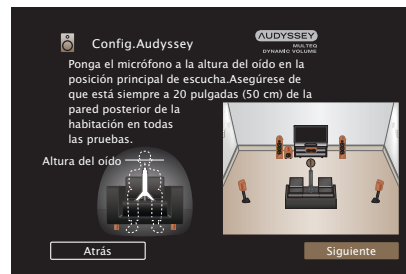 Config.Audyssey
AUDYSSEY
MULTEQ
DYNAMIC VOLUME
Ponga el micrófono a la altura del oído en la
posición principal de escucha.Asegúrese de
que está siempre a 20 pulgadas (50 cm) de la
pared posterior de la
habitación en todas
las pruebas.
Altura del oído
Atrás
Siguiente